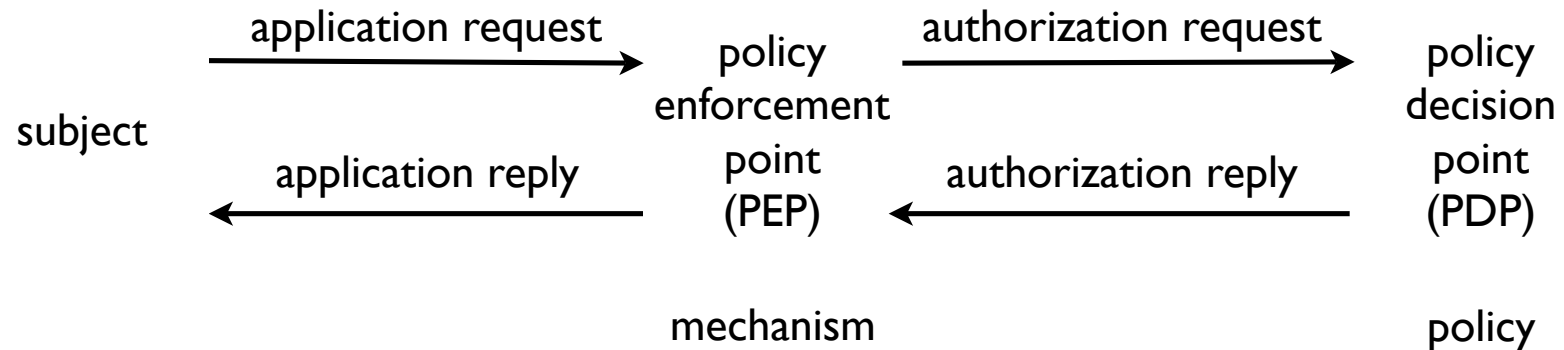 subject
application request
application reply
policy
enforcement
point
(PEP)
mechanism
authorization request
authorization reply
policy
decision
point
(PDP)
policy